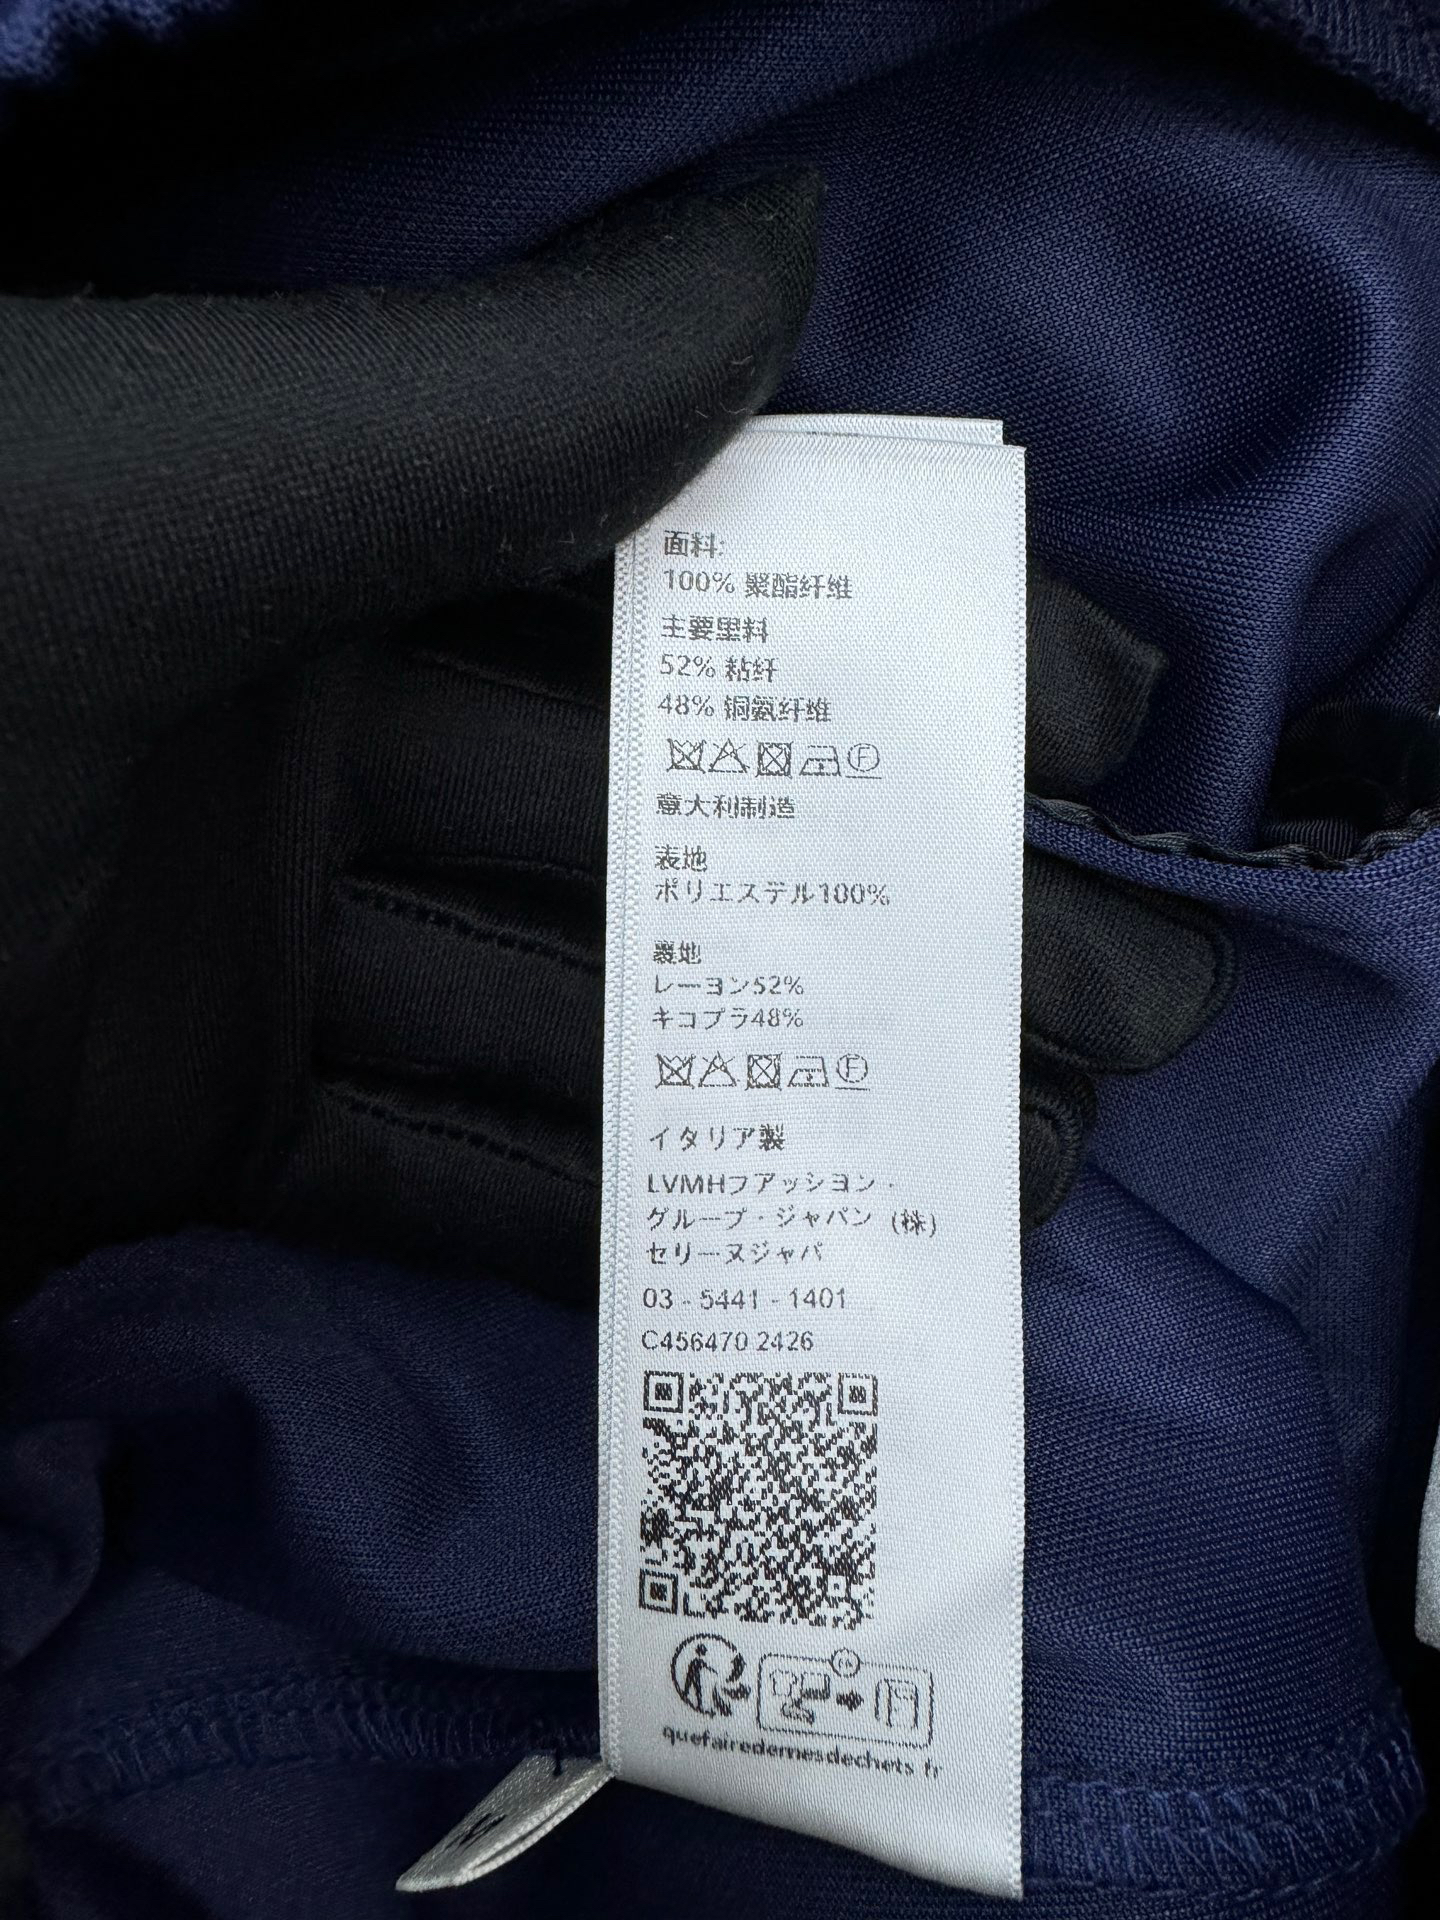 面料:
100% 聚酯纤维
主要里料
52% 粘纤
48% 铜氨纤维
F
意大利制造
表地
ポリエステル100%
裏地
レーヨン52%
キコプラ48%
F
イタリア製
LVMHファッション・
グループ・ジャパン (株)
セリーヌジャパ
03 - 5441 - 1401
C456470 2426
quefairedemesdechets.fr